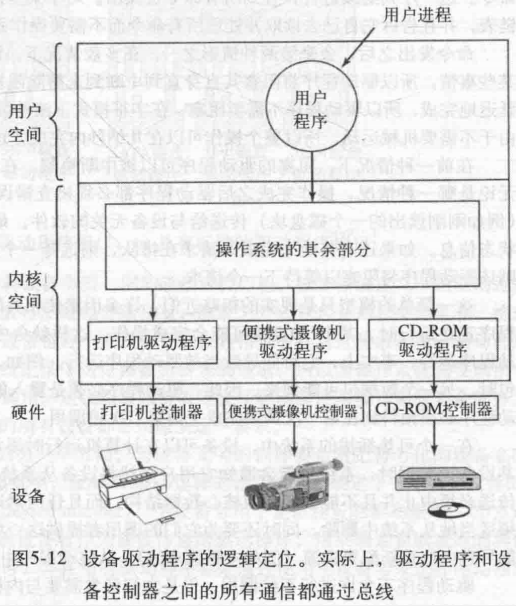 用户进程
用户
空间
用户
程序
操作系统的其余部分
内核
空间
打印机驱动程序
便携式摄像机
驱动程序
CD-ROM
驱动程序
硬件
打印机控制器
便携式摄像机控制器
CD-ROM控制器
设备
图5-12 设备驱动程序的逻辑定位。实际上，驱动程序和设
备控制器之间的所有通信都通过总线